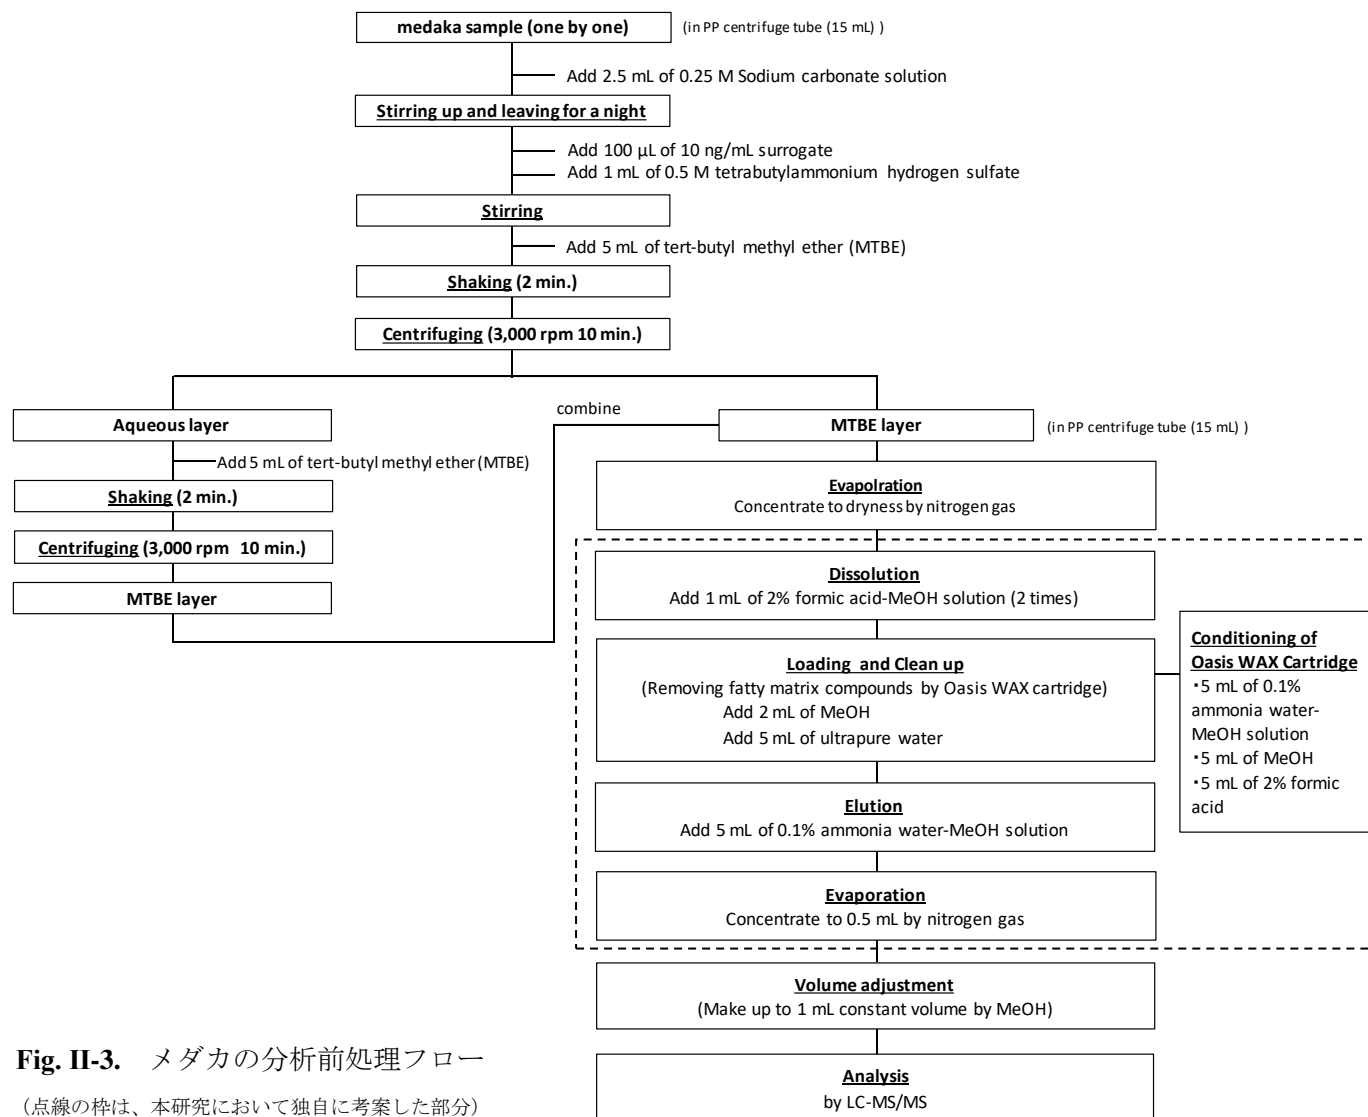 medaka sample (one by one)
(in PP centrifuge tube (15 mL) )
Add 2.5 mL of 0.25 M Sodium carbonate solution
Stirring up and leaving for a night
Add 100 μL of 10 ng/mL surrogate
Add 1 mL of 0.5 M tetrabutylammonium hydrogen sulfate
Stirring
Add 5 mL of tert-butyl methyl ether (MTBE)
Shaking (2 min.)
Centrifuging (3,000 rpm 10 min.)
Aqueous layer
Add 5 mL of tert-butyl methyl ether (MTBE)
Shaking (2 min.)
Centrifuging (3,000 rpm 10 min.)
MTBE layer
combine
MTBE layer
(in PP centrifuge tube (15 mL) )
Evapolration
Concentrate to dryness by nitrogen gas
Dissolution
Add 1 mL of 2% formic acid-MeOH solution (2 times)
Loading and Clean up
(Removing fatty matrix compounds by Oasis WAX cartridge)
Add 2 mL of MeOH
Add 5 mL of ultrapure water
Conditioning of
Oasis WAX Cartridge
・5 mL of 0.1%
ammonia water-
MeOH solution
・5 mL of MeOH
・5 mL of 2% formic
acid
Elution
Add 5 mL of 0.1% ammonia water-MeOH solution
Evaporation
Concentrate to 0.5 mL by nitrogen gas
Volume adjustment
(Make up to 1 mL constant volume by MeOH)
Analysis
by LC-MS/MS
Fig. II-3. メダカの分析前処理フロー
（点線の枠は、本研究において独自に考案した部分）